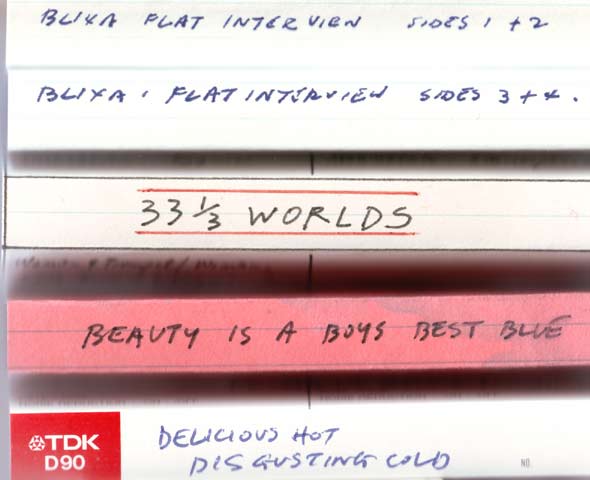 BLIXA FLAT INTERVIEW SIDES 1 + 2
BLIXA : FLAT INTERVIEW SIDES 3 + 4.
33 1/3 WORLDS
BEAUTY IS A BOYS BEST BLUE
TDK
D90
DELICIOUS HOT
DISGUSTING COLD
NO.